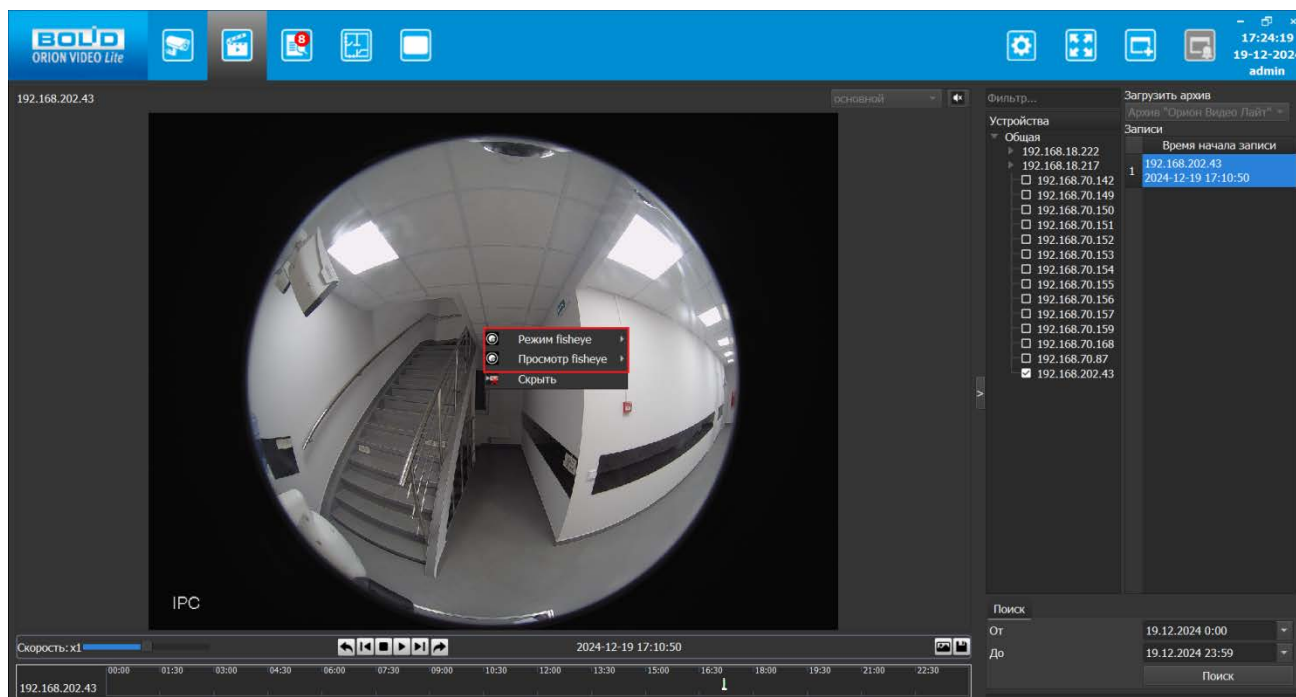 BOLID
ORION VIDEO Lite
8
17:24:19
19-12-202
admin
192.168.202.43
основной
Фильтр...
Устройства
Общая
192.168.18.222
192.168.18.217
192.168.70.142
192.168.70.149
192.168.70.150
192.168.70.151
192.168.70.152
192.168.70.153
192.168.70.154
192.168.70.155
192.168.70.156
192.168.70.157
192.168.70.159
192.168.70.168
192.168.70.87
192.168.202.43
Загрузить архив
Архив "Орион Видео Лайт"
Записи
Время начала записи
1
192.168.202.43
2024-12-19 17:10:50
Режим fisheye
Просмотр fisheye
Скрыть
>
IPC
Поиск
От 19.12.2024 0:00
До 19.12.2024 23:59
Поиск
Скорость: x1
2024-12-19 17:10:50
00:00 01:30 03:00 04:30 06:00 07:30 09:00 10:30 12:00 13:30 15:00 16:30 18:00 19:30 21:00 22:30
192.168.202.43